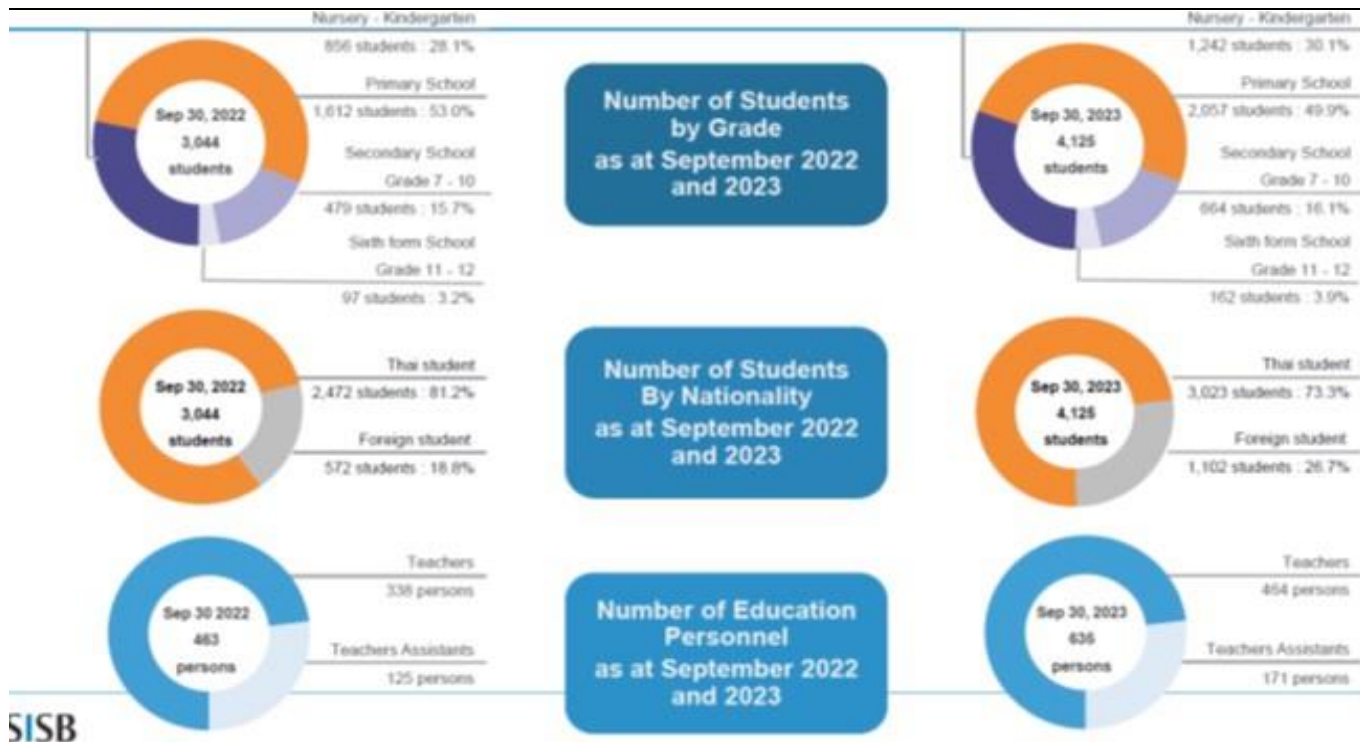 Nursery - Kindergarten
856 students : 28.1%
Primary School
1,612 students : 53.0%
Secondary School
Grade 7 - 10
479 students : 15.7%
Sixth form School
Grade 11 - 12
97 students : 3.2%
Sep 30, 2022
3,044
students
Number of Students
by Grade
as at September 2022
and 2023
Nursery - Kindergarten
1,242 students : 30.1%
Primary School
2,057 students : 49.9%
Secondary School
Grade 7 - 10
664 students : 16.1%
Sixth form School
Grade 11 - 12
162 students : 3.9%
Sep 30, 2023
4,125
students
Sep 30, 2022
3,044
students
Thai student
2,472 students : 81.2%
Foreign student
572 students : 18.8%
Number of Students
By Nationality
as at September 2022
and 2023
Sep 30, 2023
4,125
students
Thai student
3,023 students : 73.3%
Foreign student
1,102 students : 26.7%
Sep 30 2022
463
persons
Teachers
338 persons
Teachers Assistants
125 persons
Number of Education
Personnel
as at September 2022
and 2023
Sep 30, 2023
635
persons
Teachers
464 persons
Teachers Assistants
171 persons
SISB